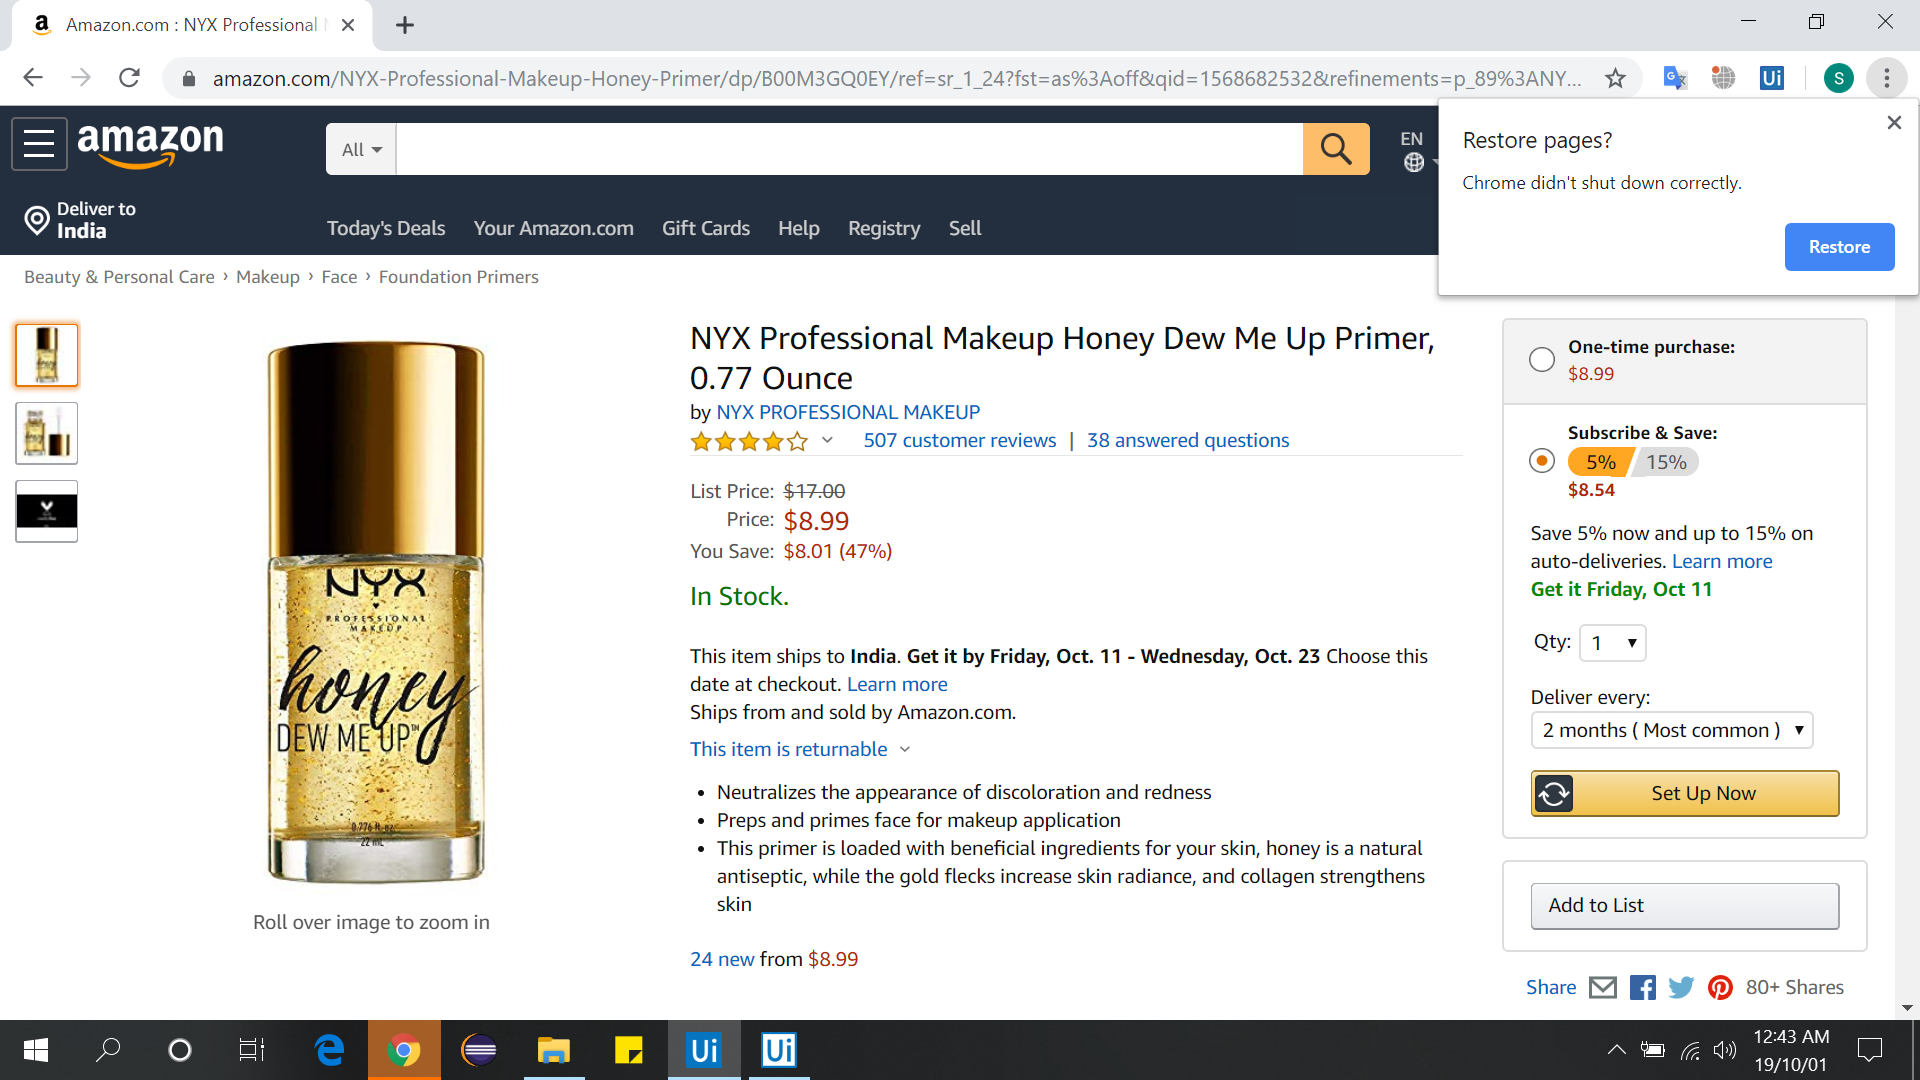 Amazon.com : NYX Professional
amazon.com/NYX-Professional-Makeup-Honey-Primer/dp/B00M3GQ0EY/ref=sr_1_24?fst=as%3Aoff&qid=1568682532&refinements=p_89%3ANY...
S
Restore pages?
Chrome didn't shut down correctly.
Restore
amazon
All
EN
Deliver to
India
Today's Deals Your Amazon.com Gift Cards Help Registry Sell
Beauty & Personal Care › Makeup › Face › Foundation Primers
NYX Professional Makeup Honey Dew Me Up Primer,
0.77 Ounce
by NYX PROFESSIONAL MAKEUP
507 customer reviews | 38 answered questions
List Price: $17.00
Price: $8.99
You Save: $8.01 (47%)
In Stock.
This item ships to India. Get it by Friday, Oct. 11 - Wednesday, Oct. 23 Choose this
date at checkout. Learn more
Ships from and sold by Amazon.com.
This item is returnable
• Neutralizes the appearance of discoloration and redness
• Preps and primes face for makeup application
• This primer is loaded with beneficial ingredients for your skin, honey is a natural
antiseptic, while the gold flecks increase skin radiance, and collagen strengthens
skin
24 new from $8.99
NYX
PROFESSIONAL
MAKEUP
honey
DEW ME UP™
0.776 fl. oz.
22 mL
Roll over image to zoom in
One-time purchase:
$8.99
Subscribe & Save:
5% 15%
$8.54
Save 5% now and up to 15% on
auto-deliveries. Learn more
Get it Friday, Oct 11
Qty: 1
Deliver every:
2 months ( Most common )
Set Up Now
Add to List
Share 80+ Shares
Ui
Ui
12:43 AM
19/10/01